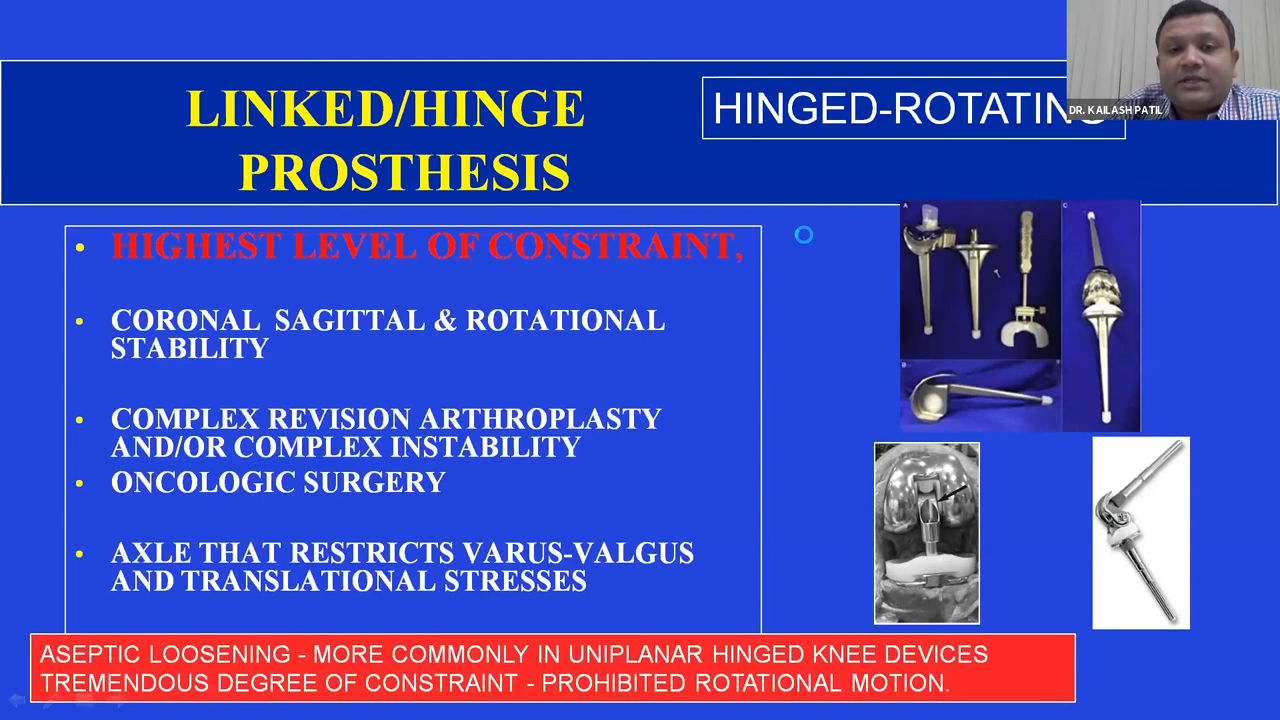 LINKED/HINGE
PROSTHESIS
HINGED-ROTATING
DR. KAILASH PATIL
• HIGHEST LEVEL OF CONSTRAINT,
• CORONAL SAGITTAL & ROTATIONAL
STABILITY
• COMPLEX REVISION ARTHROPLASTY
AND/OR COMPLEX INSTABILITY
• ONCOLOGIC SURGERY
• AXLE THAT RESTRICTS VARUS-VALGUS
AND TRANSLATIONAL STRESSES
A
C
B
ASEPTIC LOOSENING - MORE COMMONLY IN UNIPLANAR HINGED KNEE DEVICES
TREMENDOUS DEGREE OF CONSTRAINT - PROHIBITED ROTATIONAL MOTION.